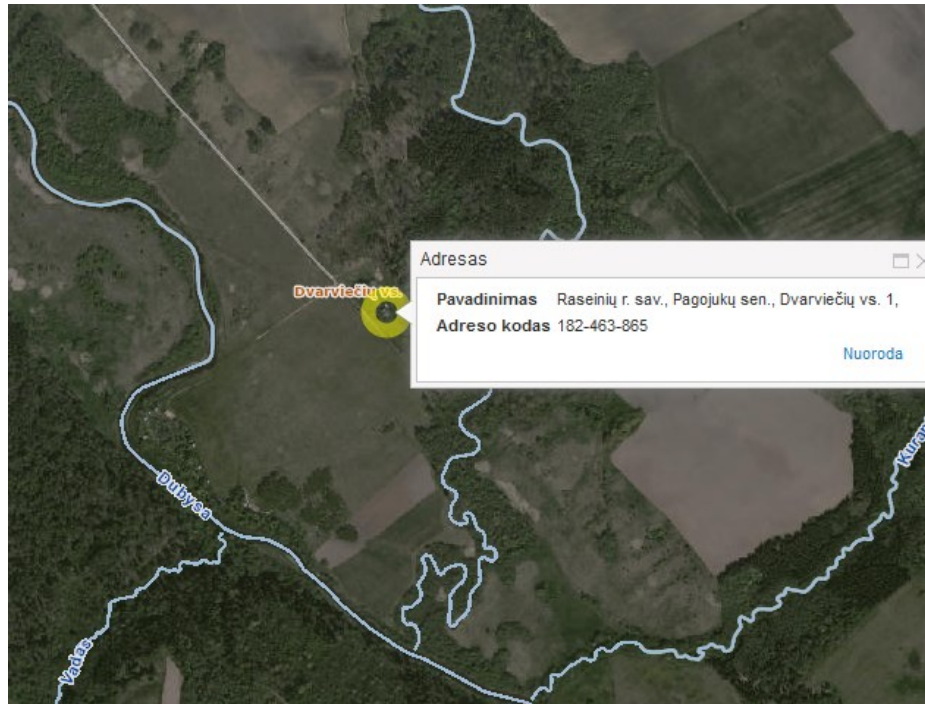 Adresas
Dvarviečių vs.
Pavadinimas Raseinių r. sav., Pagojukų sen., Dvarviečių vs. 1,
Adreso kodas 182-463-865
Nuoroda
Dubysa
Vadas